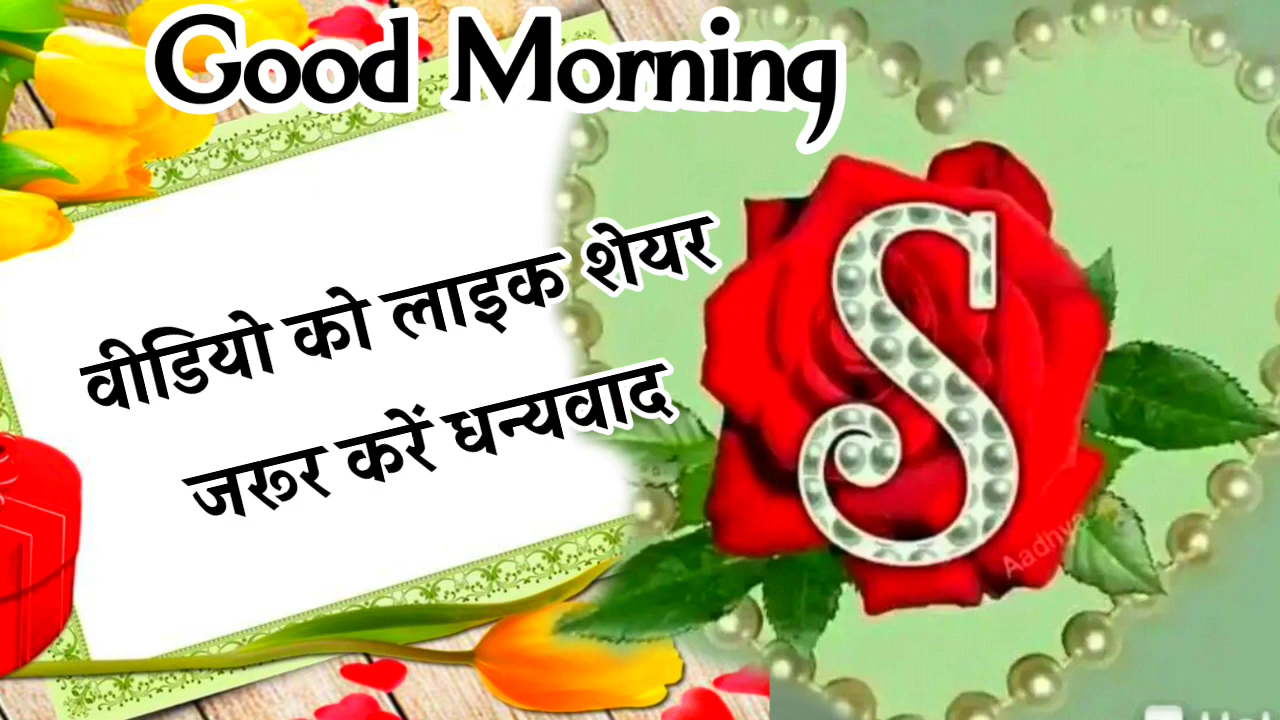 Good Morning
वीडियो को लाइक शेयर
जरूर करें धन्यवाद
S